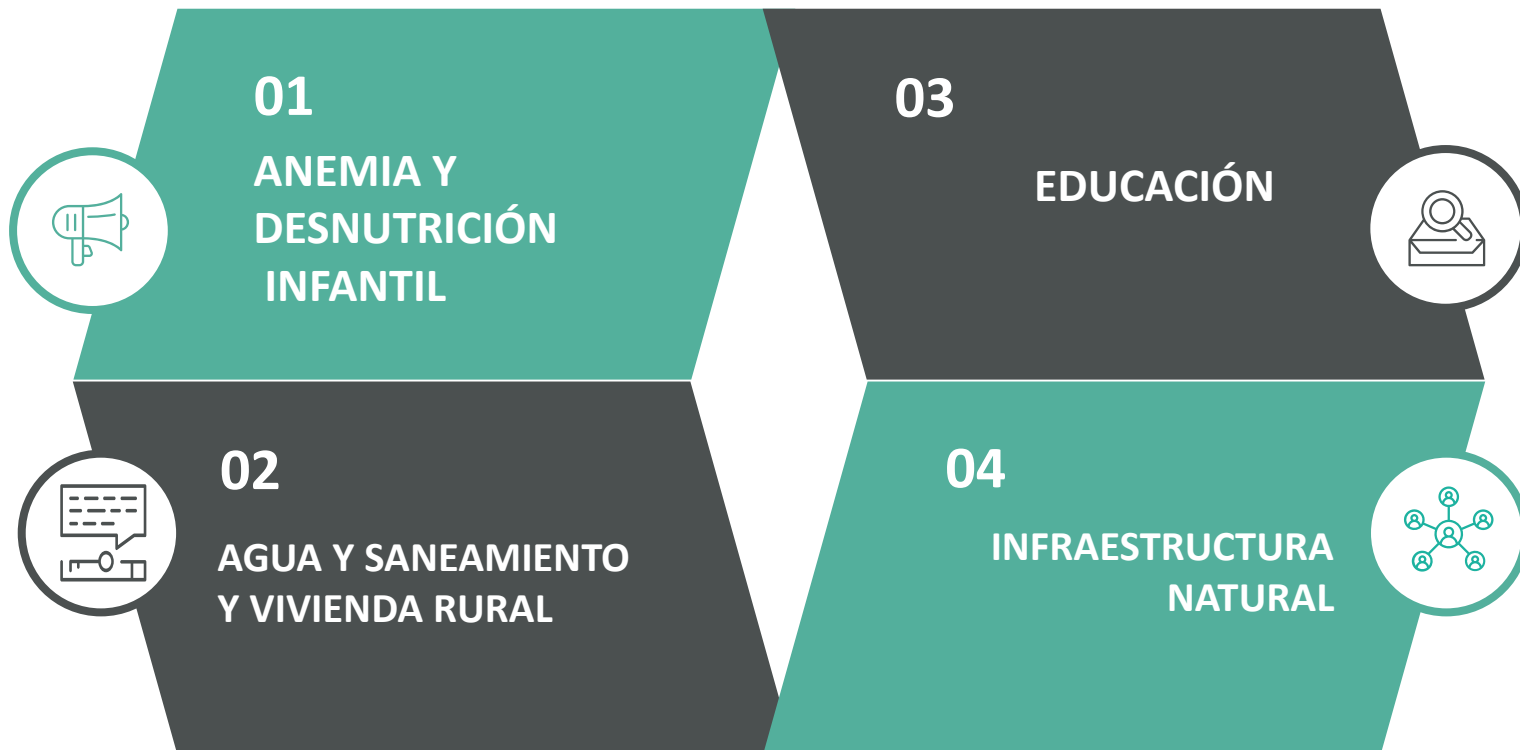 01
ANEMIA Y
DESNUTRICIÓN
INFANTIL
02
AGUA Y SANEAMIENTO
Y VIVIENDA RURAL
03
EDUCACIÓN
04
INFRAESTRUCTURA
NATURAL